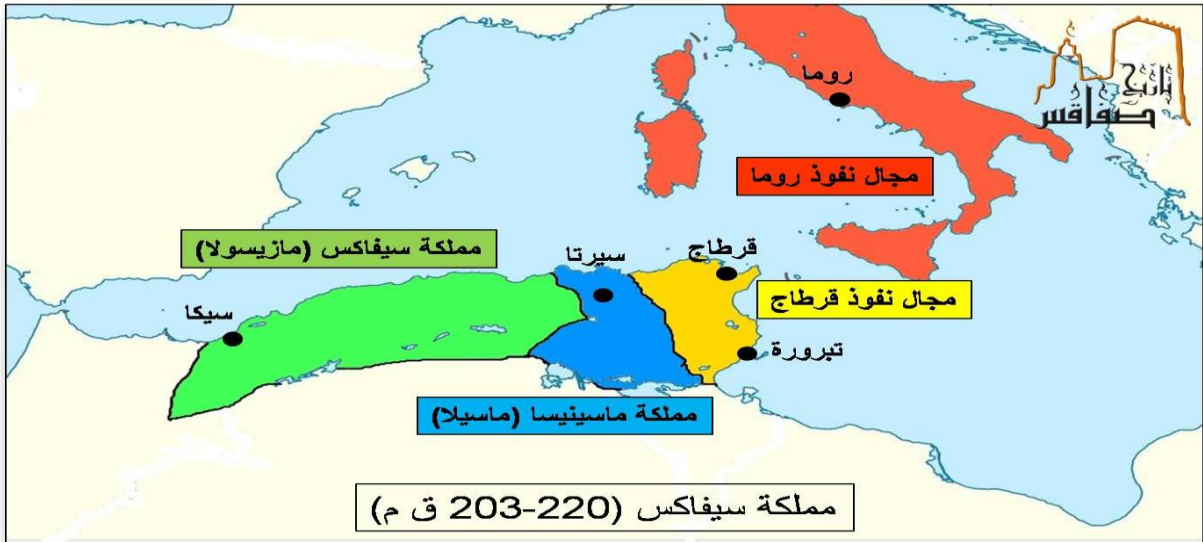 روما
تاريخ
صفاقس
مجال نفوذ روما
مملكة سيفاكس (مازيسولا)
سيرتا
قرطاج
مجال نفوذ قرطاج
سيكا
تبرورة
مملكة ماسينيسا (ماسيلا)
مملكة سيفاكس (220-203 ق م)